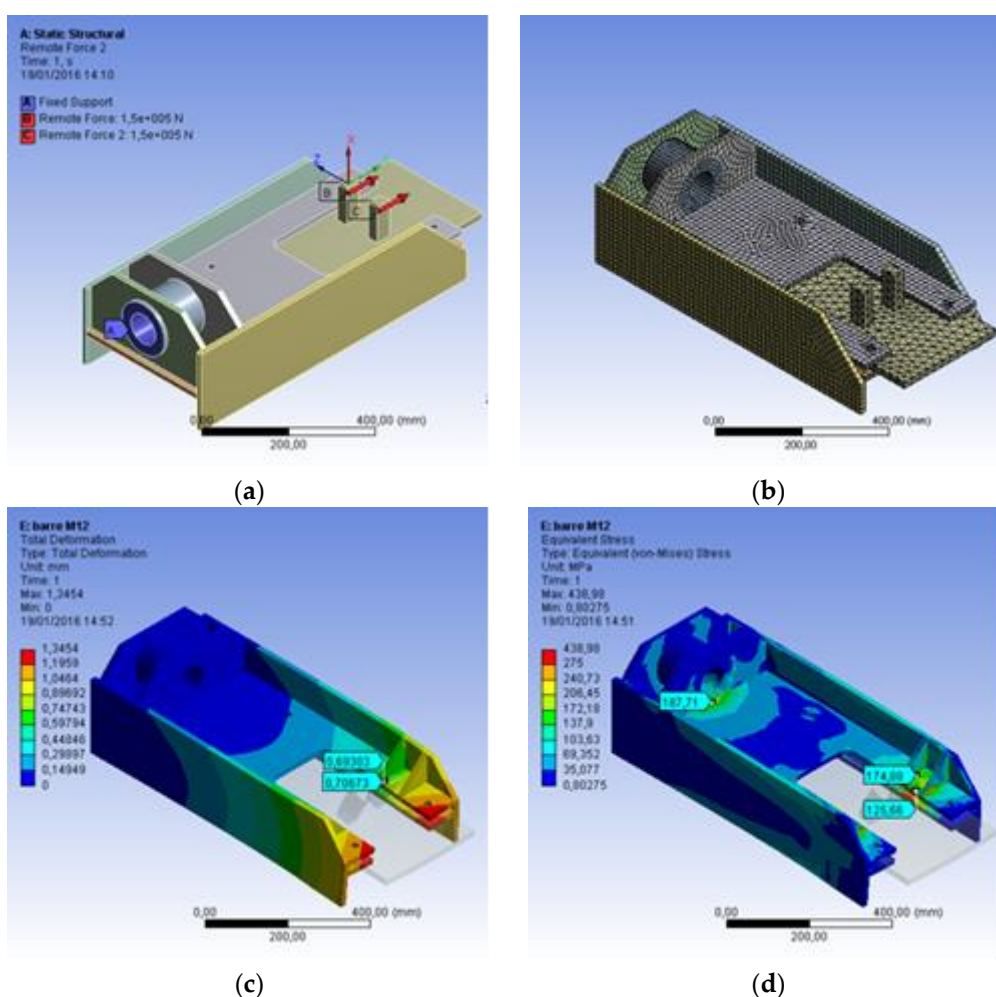 A: Static Structural
Remote Force 2
Time: 1, s
19/01/2016 14:10
A Fixed Support
B Remote Force: 1,5e+005 N
C Remote Force 2: 1,5e+005 N
Z
X
B
C
A
0,00
400,00 (mm)
200,00
(a)
0,00
400,00 (mm)
200,00
(b)
E: barre M12
Total Deformation
Type: Total Deformation
Unit: mm
Time: 1
Max: 1,3454
Min: 0
19/01/2016 14:52
1,3454
1,1959
1,0464
0,89692
0,74743
0,59794
0,44846
0,29897
0,14949
0
0,69383
0,70673
0,00
400,00 (mm)
200,00
(c)
E: barre M12
Equivalent Stress
Type: Equivalent (von-Mises) Stress
Unit: MPa
Time: 1
Max: 438,98
Min: 0,80275
19/01/2016 14:51
438,98
275
240,73
206,45
172,18
137,9
103,63
69,352
35,077
0,80275
187,71
174,88
125,66
0,00
400,00 (mm)
200,00
(d)